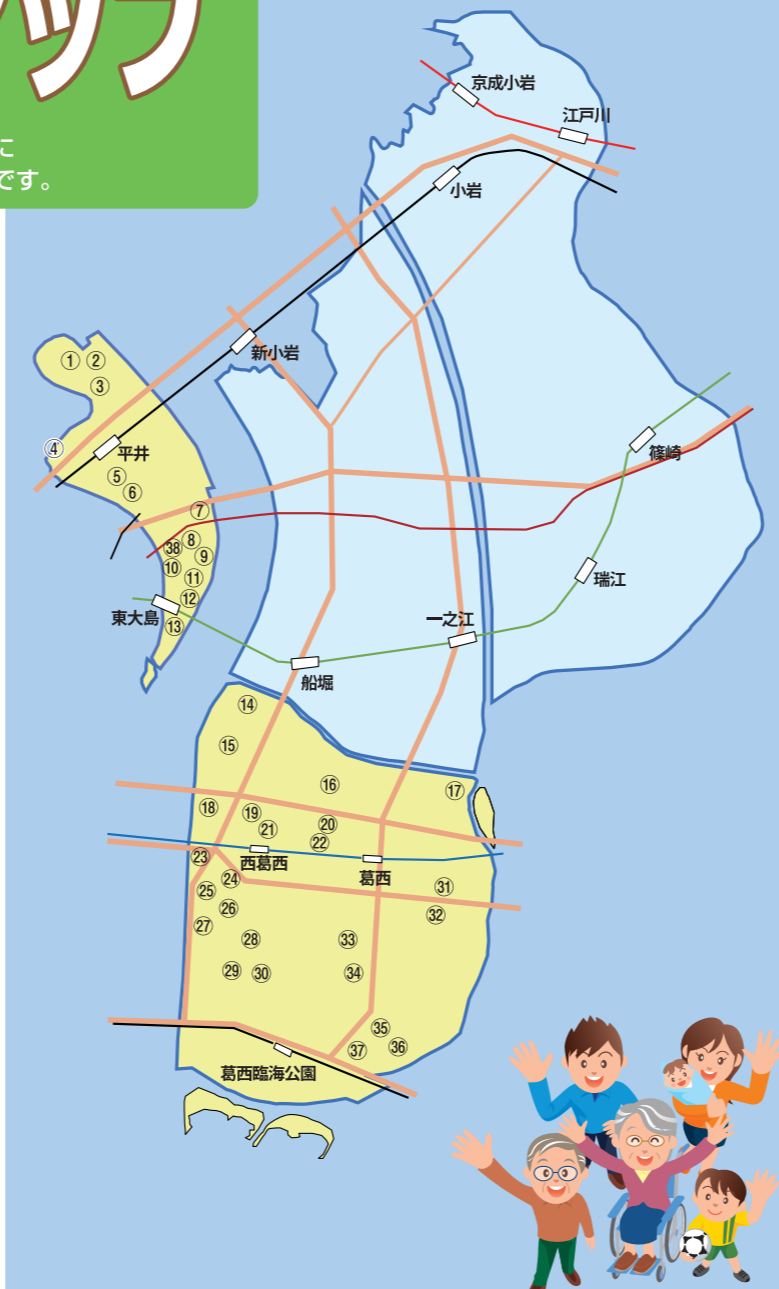 ップ
に
です。
京成小岩
江戸川
小岩
新小岩
① ②
③
④
平井
⑤
⑥
篠崎
⑦
㊳ ⑧
⑨
⑩
⑪
瑞江
⑫
東大島
⑬
一之江
船堀
⑭
⑮
⑯
⑰
⑱
⑲
⑳
㉑
㉒
㉓
西葛西
葛西
㉔
㉕
㉛
㉖
㉜
㉗
㉘
㉝
㉙ ㉚
㉞
㉟
㊲ ㊱
葛西臨海公園